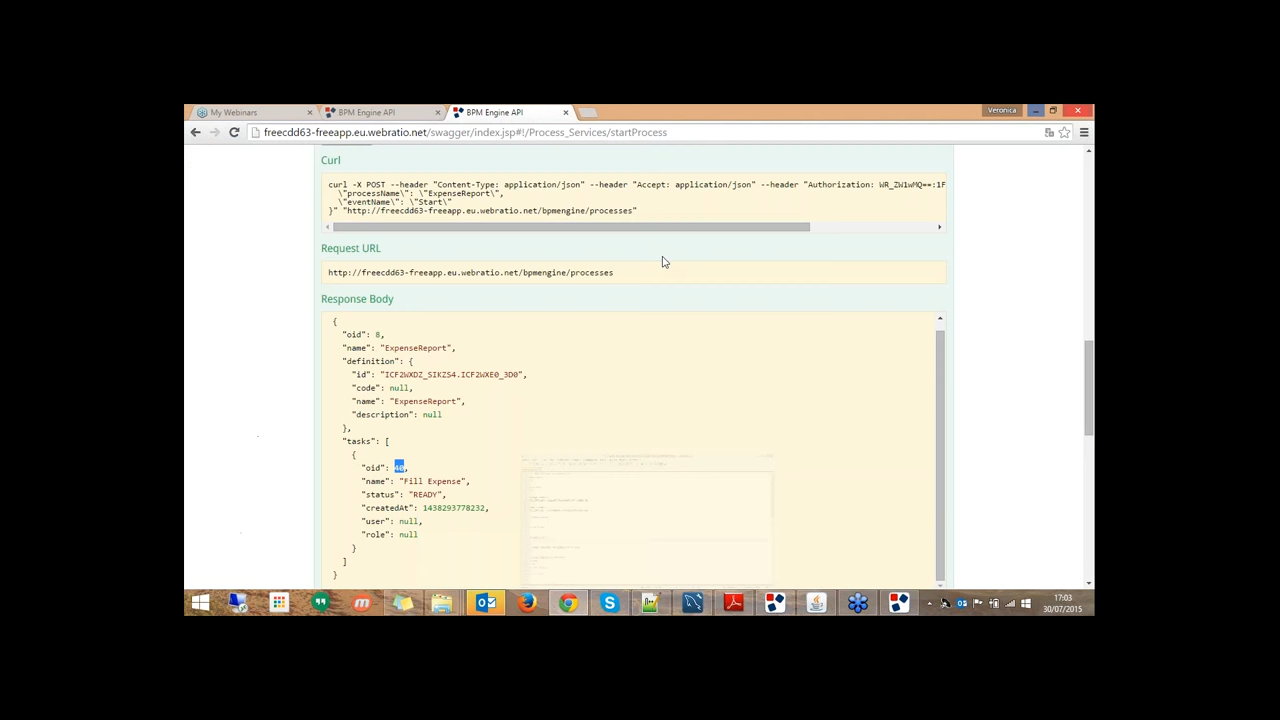 My Webinars
BPM Engine API
BPM Engine API
Veronica
freecdd63-freeapp.eu.webratio.net/swagger/index.jsp#!/Process_Services/startProcess
Curl
curl -X POST --header "Content-Type: application/json" --header "Accept: application/json" --header "Authorization: WR_ZW1wMQ==:1F
\"processName\": \"ExpenseReport\",
\"eventName\": \"Start\"
}" "http://freecdd63-freeapp.eu.webratio.net/bpmengine/processes"
Request URL
http://freecdd63-freeapp.eu.webratio.net/bpmengine/processes
Response Body
{
"oid": 8,
"name": "ExpenseReport",
"definition": {
"id": "ICF2WXDZ_SIKZS4.ICF2WXE0_3D0",
"code": null,
"name": "ExpenseReport",
"description": null
},
"tasks": [
{
"oid": 40,
"name": "Fill Expense",
"status": "READY",
"createdAt": 1438293778232,
"user": null,
"role": null
}
]
}
17:03
30/07/2015